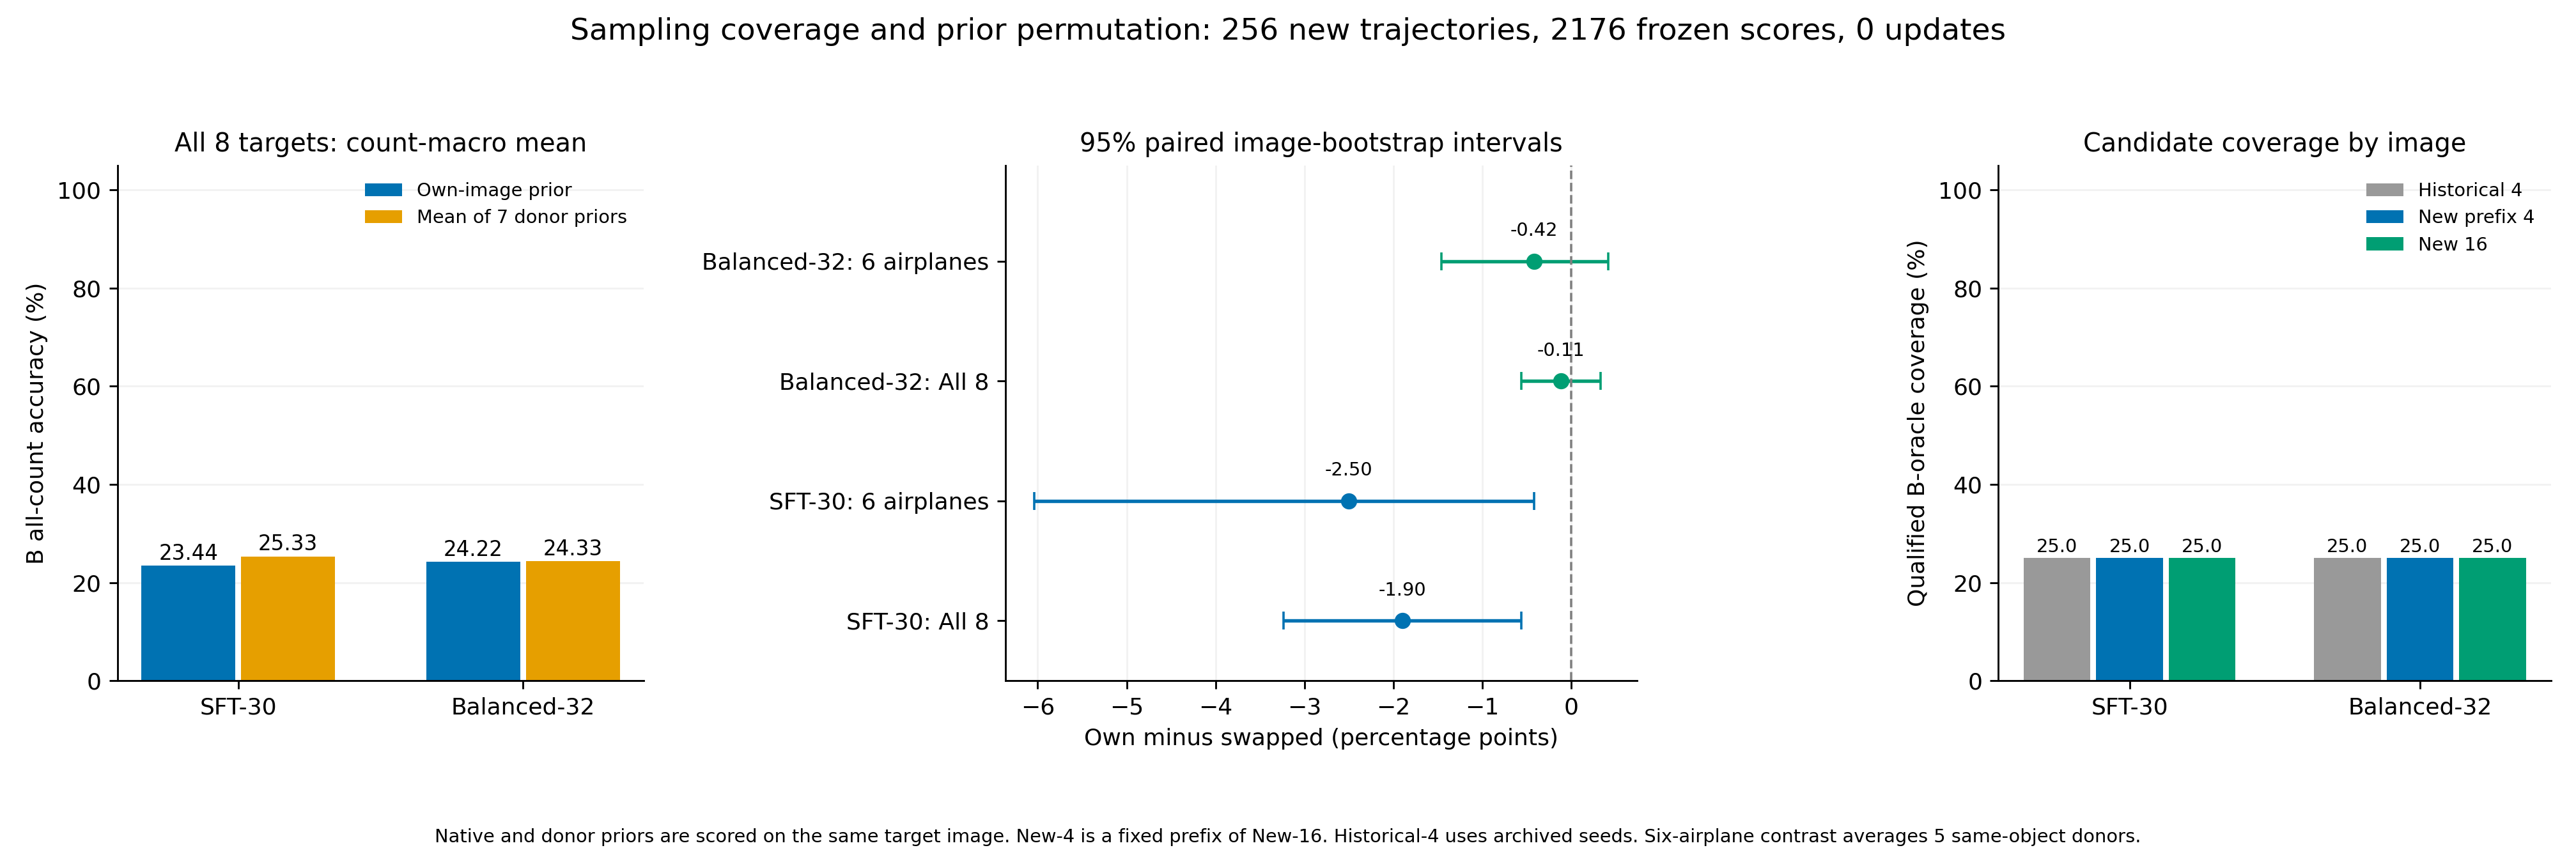 Sampling coverage and prior permutation: 256 new trajectories, 2176 frozen scores, 0 updates
All 8 targets: count-macro mean
B all-count accuracy (%)
100
80
60
40
20
0
Own-image prior
Mean of 7 donor priors
23.44
25.33
24.22
24.33
SFT-30
Balanced-32
95% paired image-bootstrap intervals
Balanced-32: 6 airplanes
Balanced-32: All 8
SFT-30: 6 airplanes
SFT-30: All 8
-0.42
-0.11
-2.50
-1.90
−6
−5
−4
−3
−2
−1
0
Own minus swapped (percentage points)
Candidate coverage by image
Qualified B-oracle coverage (%)
100
80
60
40
20
0
Historical 4
New prefix 4
New 16
25.0
25.0
25.0
25.0
25.0
25.0
SFT-30
Balanced-32
Native and donor priors are scored on the same target image. New-4 is a fixed prefix of New-16. Historical-4 uses archived seeds. Six-airplane contrast averages 5 same-object donors.